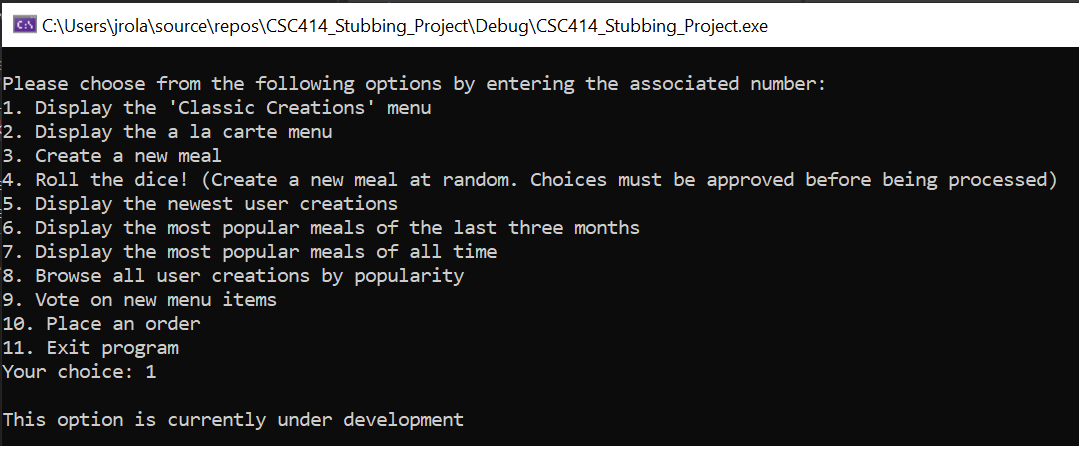 C:\Users\jrola\source\repos\CSC414_Stubbing_Project\Debug\CSC414_Stubbing_Project.exe
Please choose from the following options by entering the associated number:
1. Display the 'Classic Creations' menu
2. Display the a la carte menu
3. Create a new meal
4. Roll the dice! (Create a new meal at random. Choices must be approved before being processed)
5. Display the newest user creations
6. Display the most popular meals of the last three months
7. Display the most popular meals of all time
8. Browse all user creations by popularity
9. Vote on new menu items
10. Place an order
11. Exit program
Your choice: 1
This option is currently under development